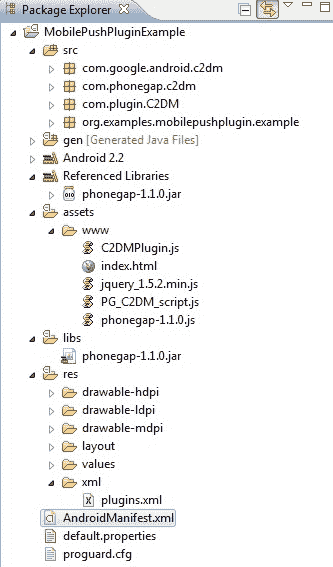 Package Explorer
MobilePushPluginExample
src
com.google.android.c2dm
com.phonegap.c2dm
com.plugin.C2DM
org.examples.mobilepushplugin.example
gen [Generated Java Files]
Android 2.2
Referenced Libraries
phonegap-1.1.0.jar
assets
www
C2DMPlugin.js
index.html
jquery_1.5.2.min.js
PG_C2DM_script.js
phonegap-1.1.0.js
libs
phonegap-1.1.0.jar
res
drawable-hdpi
drawable-ldpi
drawable-mdpi
layout
values
xml
plugins.xml
AndroidManifest.xml
default.properties
proguard.cfg